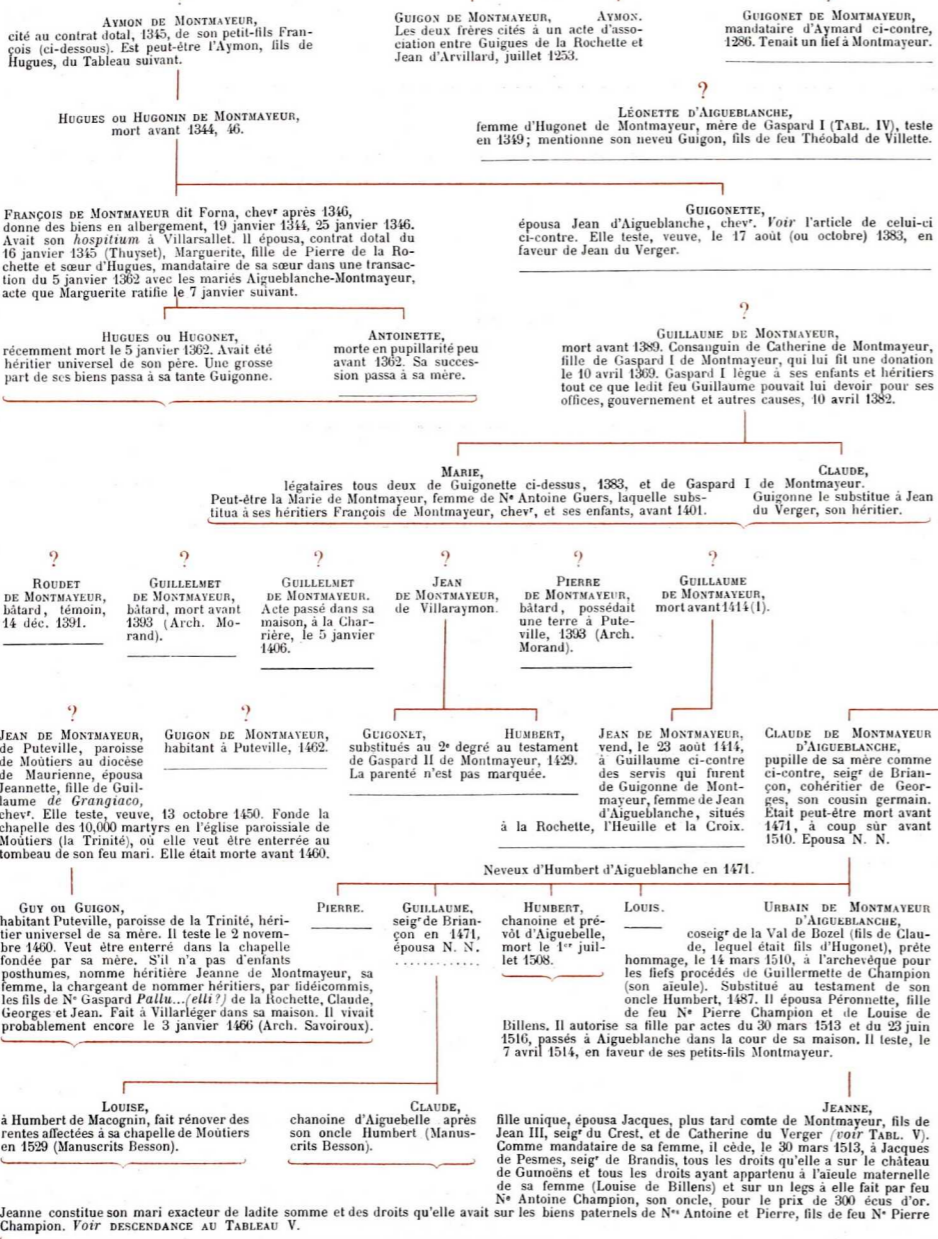 AYMON DE MONTMAYEUR,
cité au contrat dotal, 1345, de son petit-fils Fran-
çois (ci-dessous). Est peut-être l'Aymon, fils de
Hugues, du Tableau suivant.
GUIGON DE MONTMAYEUR, AYMON.
Les deux frères cités à un acte d'asso-
ciation entre Guigues de la Rochette et
Jean d'Arvillard, juillet 1253.
GUIGONET DE MONTMAYEUR,
mandataire d'Aymard ci-contre,
1286. Tenait un fief à Montmayeur.
HUGUES OU HUGONIN DE MONTMAYEUR,
mort avant 1344, 46.
?
LÉONETTE D'AIGUEBLANCHE,
femme d'Hugonet de Montmayeur, mère de Gaspard I (TABL. IV), teste
en 1349; mentionne son neveu Guigon, fils de feu Théobald de Villette.
FRANÇOIS DE MONTMAYEUR dit Forna, chevr après 1346,
donne des biens en albergement, 19 janvier 1344, 25 janvier 1346.
Avait son hospitium à Villarsallet. Il épousa, contrat dotal du
16 janvier 1345 (Thuyset), Marguerite, fille de Pierre de la Ro-
chette et sœur d'Hugues, mandataire de sa sœur dans une transac-
tion du 5 janvier 1362 avec les mariés Aigueblanche-Montmayeur,
acte que Marguerite ratifie le 7 janvier suivant.
GUIGONETTE,
épousa Jean d'Aigueblanche, chevr. Voir l'article de celui-ci
ci-contre. Elle teste, veuve, le 17 août (ou octobre) 1383, en
faveur de Jean du Verger.
HUGUES OU HUGONET,
récemment mort le 5 janvier 1362. Avait été
héritier universel de son père. Une grosse
part de ses biens passa à sa tante Guigonne.
ANTOINETTE,
morte en pupillarité peu
avant 1362. Sa succes-
sion passa à sa mère.
?
GUILLAUME DE MONTMAYEUR,
mort avant 1389. Consanguin de Catherine de Montmayeur,
fille de Gaspard I de Montmayeur, qui lui fit une donation
le 10 avril 1369. Gaspard I lègue à ses enfants et héritiers
tout ce que ledit feu Guillaume pouvait lui devoir pour ses
offices, gouvernement et autres causes, 10 avril 1382.
MARIE, CLAUDE,
légataires tous deux de Guigonette ci-dessus, 1383, et de Gaspard I de Montmayeur.
Peut-être la Marie de Montmayeur, femme de Ne Antoine Guers, laquelle subs-
titua à ses héritiers François de Montmayeur, chevr, et ses enfants, avant 1401.
Guigonne le substitue à Jean
du Verger, son héritier.
?
ROUDET
DE MONTMAYEUR,
bâtard, témoin,
14 déc. 1391.
?
GUILLELMET
DE MONTMAYEUR,
bâtard, mort avant
1393 (Arch. Mo-
rand).
?
GUILLELMET
DE MONTMAYEUR.
Acte passé dans sa
maison, à la Char-
rière, le 5 janvier
1406.
?
JEAN
DE MONTMAYEUR,
de Villaraymon.
?
PIERRE
DE MONTMAYEUR,
bâtard, possédait
une terre à Pute-
ville, 1393 (Arch.
Morand).
?
GUILLAUME
DE MONTMAYEUR,
mort avant 1414(1).
?
JEAN DE MONTMAYEUR,
de Puteville, paroisse
de Moûtiers au diocèse
de Maurienne, épousa
Jeannette, fille de Guil-
laume de Grangiaco,
chevr. Elle teste, veuve, 13 octobre 1450. Fonde la
chapelle des 10,000 martyrs en l'église paroissiale de
Moûtiers (la Trinité), où elle veut être enterrée au
tombeau de son feu mari. Elle était morte avant 1460.
?
GUIGON DE MONTMAYEUR,
habitant à Puteville, 1462.
GUIGONET, HUMBERT,
substitués au 2e degré au testament
de Gaspard II de Montmayeur, 1429.
La parenté n'est pas marquée.
JEAN DE MONTMAYEUR,
vend, le 23 août 1414,
à Guillaume ci-contre
des servis qui furent
de Guigonne de Mont-
mayeur, femme de Jean
d'Aigueblanche, situés
à la Rochette, l'Heuille et la Croix.
CLAUDE DE MONTMAYEUR
D'AIGUEBLANCHE,
pupille de sa mère comme
ci-contre, seigr de Brian-
çon, cohéritier de Geor-
ges, son cousin germain.
Était peut-être mort avant
1471, à coup sûr avant
1510. Epousa N. N.
Neveux d'Humbert d'Aigueblanche en 1471.
GUY OU GUIGON,
habitant Puteville, paroisse de la Trinité, héri-
tier universel de sa mère. Il teste le 2 novem-
bre 1460. Veut être enterré dans la chapelle
fondée par sa mère. S'il n'a pas d'enfants
posthumes, nomme héritière Jeanne de Montmayeur, sa
femme, la chargeant de nommer héritiers, par fidéicommis,
les fils de Ne Gaspard Pallu...(elli?) de la Rochette, Claude,
Georges et Jean. Fait à Villarléger dans sa maison. Il vivait
probablement encore le 3 janvier 1466 (Arch. Savoiroux).
PIERRE.
GUILLAUME,
seigr de Brian-
çon en 1471,
épousa N. N.
. . . . . . . . . . . .
HUMBERT,
chanoine et pré-
vôt d'Aiguebelle,
mort le 1er juil-
let 1508.
LOUIS.
URBAIN DE MONTMAYEUR
D'AIGUEBLANCHE,
coseigr de la Val de Bozel (fils de Clau-
de, lequel était fils d'Hugonet), prête
hommage, le 14 mars 1510, à l'archevêque pour
les fiefs procédés de Guillermette de Champion
(son aïeule). Substitué au testament de son
oncle Humbert, 1487. Il épousa Péronnette, fille
de feu Ne Pierre Champion et de Louise de
Billens. Il autorise sa fille par actes du 30 mars 1513 et du 23 juin
1516, passés à Aigueblanche dans la cour de sa maison. Il teste, le
7 avril 1514, en faveur de ses petits-fils Montmayeur.
LOUISE,
à Humbert de Macognin, fait rénover des
rentes affectées à sa chapelle de Moûtiers
en 1529 (Manuscrits Besson).
CLAUDE,
chanoine d'Aiguebelle après
son oncle Humbert (Manus-
crits Besson).
JEANNE,
fille unique, épousa Jacques, plus tard comte de Montmayeur, fils de
Jean III, seigr du Crest, et de Catherine du Verger (voir TABL. V).
Comme mandataire de sa femme, il cède, le 30 mars 1513, à Jacques
de Pesmes, seigr de Brandis, tous les droits qu'elle a sur le château
de Gumoëns et tous les droits ayant appartenu à l'aïeule maternelle
de sa femme (Louise de Billens) et sur un legs à elle fait par feu
Ne Antoine Champion, son oncle, pour le prix de 300 écus d'or.
Jeanne constitue son mari exacteur de ladite somme et des droits qu'elle avait sur les biens paternels de Nes Antoine et Pierre, fils de feu Ne Pierre
Champion. Voir DESCENDANCE AU TABLEAU V.